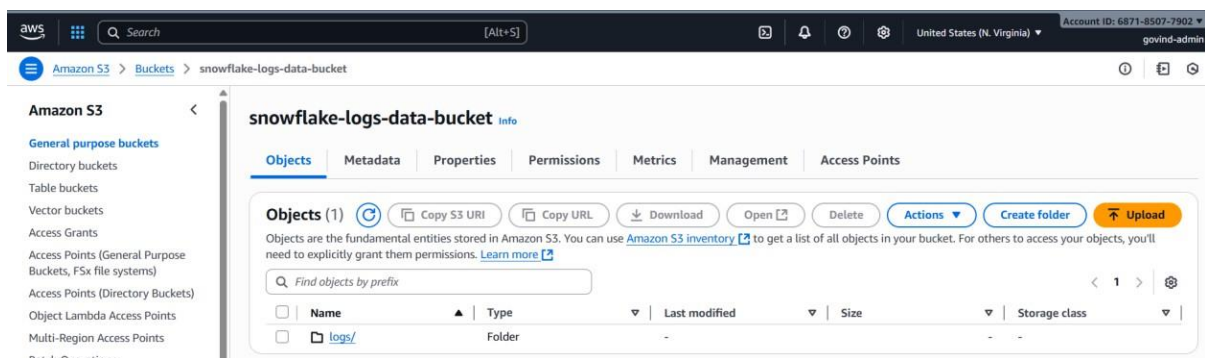 aws
Search [Alt+S]
United States (N. Virginia) ▼
Account ID: 6871-8507-7902 ▼
govind-admin
Amazon S3 > Buckets > snowflake-logs-data-bucket
Amazon S3
General purpose buckets
Directory buckets
Table buckets
Vector buckets
Access Grants
Access Points (General Purpose
Buckets, FSx file systems)
Access Points (Directory Buckets)
Object Lambda Access Points
Multi-Region Access Points
snowflake-logs-data-bucket Info
Objects Metadata Properties Permissions Metrics Management Access Points
Objects (1) Copy S3 URI Copy URL Download Open Delete Actions ▼ Create folder Upload
Objects are the fundamental entities stored in Amazon S3. You can use Amazon S3 inventory to get a list of all objects in your bucket. For others to access your objects, you'll
need to explicitly grant them permissions. Learn more
Find objects by prefix
< 1 >
Name Type Last modified Size Storage class
logs/ Folder - - -